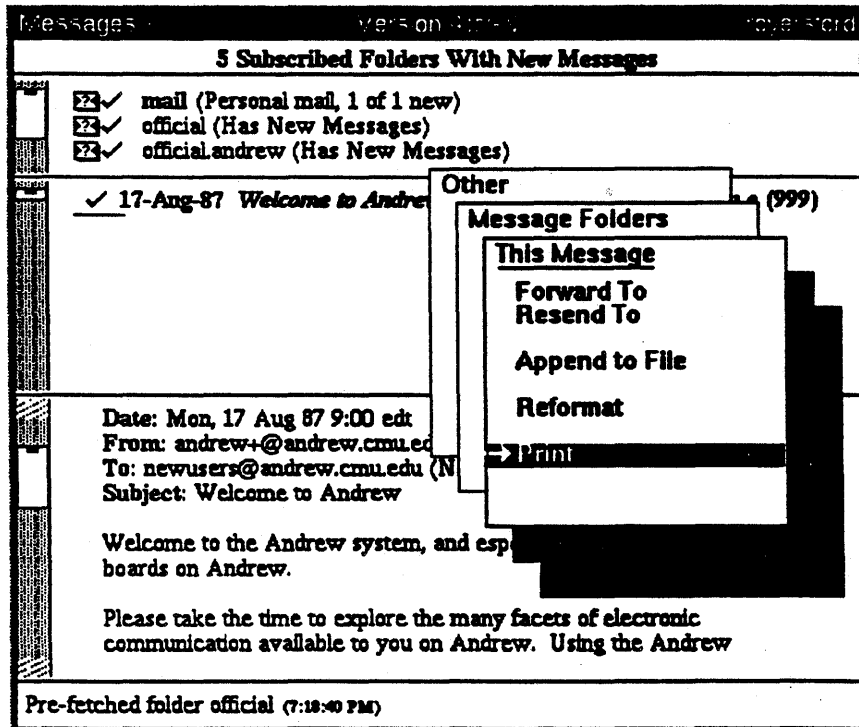 Messages
5 Subscribed Folders With New Messages
mail (Personal mail, 1 of 1 new)
official (Has New Messages)
official.andrew (Has New Messages)
17-Aug-87 Welcome to Andre (999)
Other
Message Folders
This Message
Forward To
Resend To
Append to File
Reformat
Print
Date: Mon, 17 Aug 87 9:00 edt
From: andrew+@andrew.cmu.ed
To: newusers@andrew.cmu.edu (N
Subject: Welcome to Andrew
Welcome to the Andrew system, and esp
boards on Andrew.
Please take the time to explore the many facets of electronic
communication available to you on Andrew. Using the Andrew
Pre-fetched folder official (7:18:40 PM)